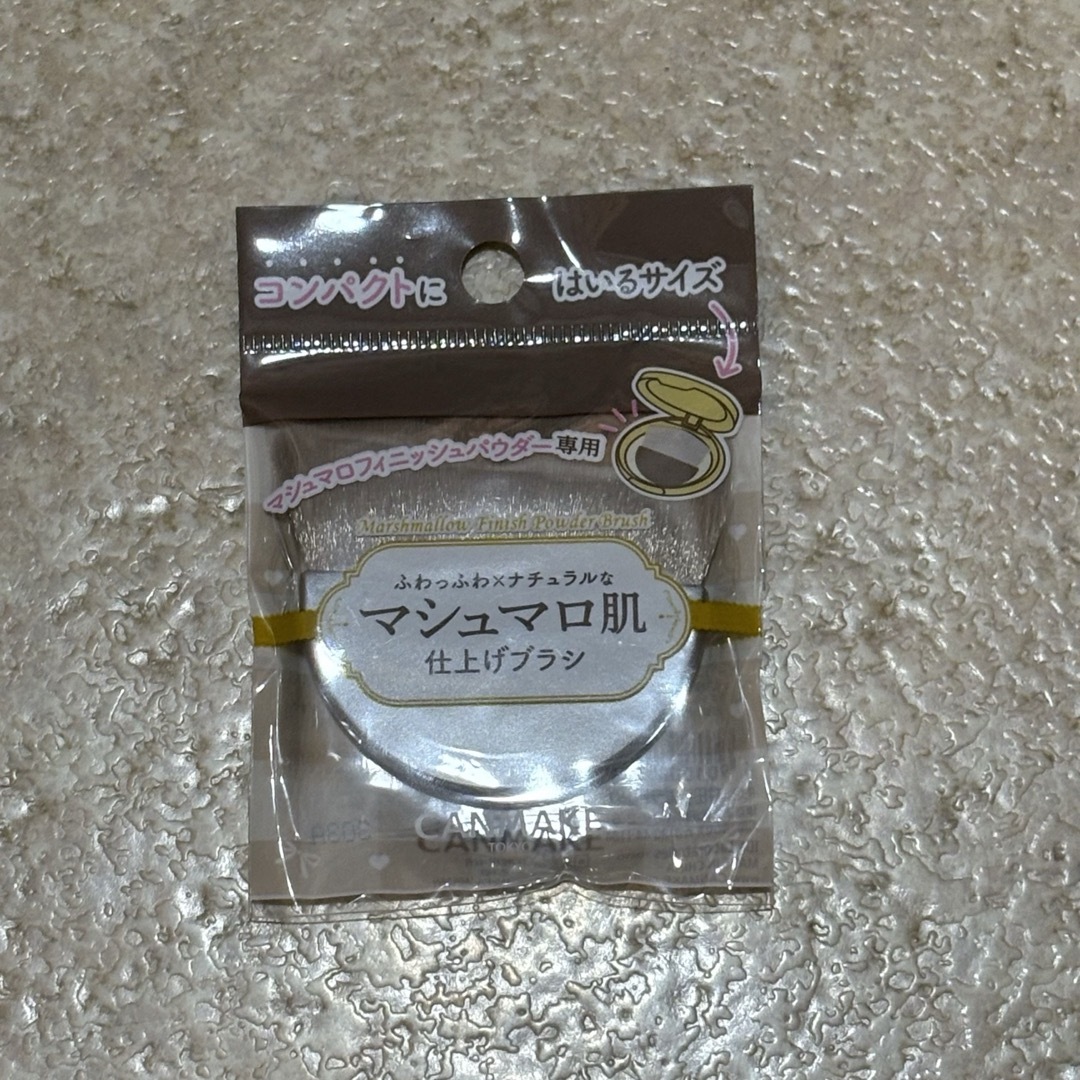 コンパクトに はいるサイズ
マシュマロフィニッシュパウダー専用
Marshmallow Finish Powder Brush
ふわっふわ×ナチュラルな
マシュマロ肌
仕上げブラシ
CANMAKE
CANMAKE